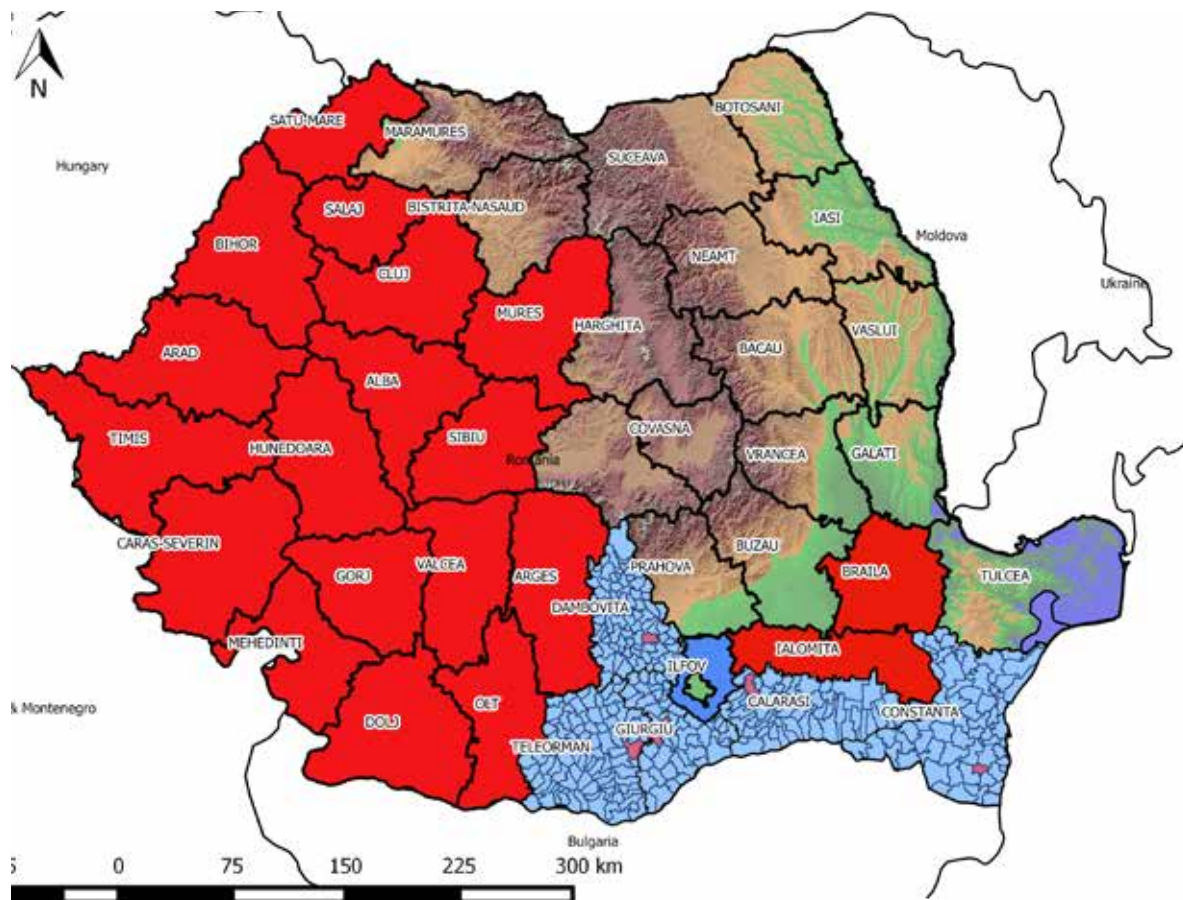 N
SATU-MARE
MARAMURES
BOTOSANI
SUCEAVA
Hungary
SALAJ
BISTRITA-NASAUD
IASI
BIHOR
Moldova
NEAMT
CLUJ
Ukraine
MURES
HARGHITA
VASLUI
BACAU
ARAD
ALBA
COVASNA
TIMIS
SIBIU
HUNEDOARA
VRANCEA
GALATI
Romania
CARAS-SEVERIN
BUZAU
VALCEA
PRAHOVA
BRAILA
GORJ
ARGES
TULCEA
DAMBOVITA
MEHEDINTI
IALOMITA
ILFOV
CALARASI
OLT
CONSTANTA
& Montenegro
DOLJ
GIURGIU
TELEORMAN
Bulgaria
0 75 150 225 300 km